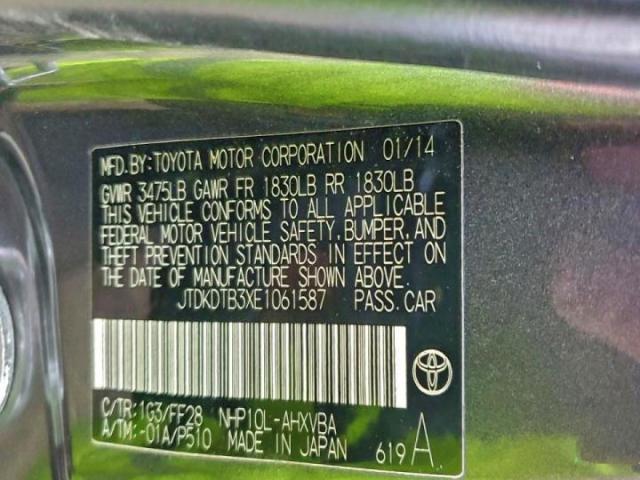 MFD.BY:TOYOTA MOTOR CORPORATION 01/14
GVWR 3475LB GAWR FR 1830LB RR 1830LB
THIS VEHICLE CONFORMS TO ALL APPLICABLE
FEDERAL MOTOR VEHICLE SAFETY,BUMPER,AND
THEFT PREVENTION STANDARDS IN EFFECT ON
THE DATE OF MANUFACTURE SHOWN ABOVE.
JTDKDTB3XE1061587 PASS.CAR
C/TR:1G3/FF28 NHP10L-AHXVBA
A/TM:-01A/P510 MADE IN JAPAN 619A